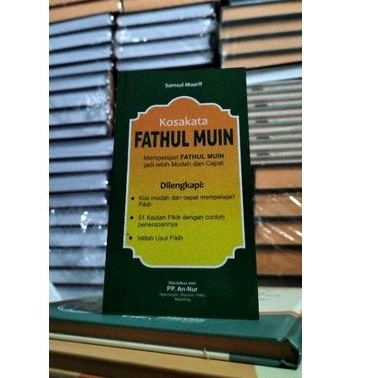 Samsul Maarif
Kosakata
FATHUL MUIN
Mempelajari FATHUL MUIN
jadi lebih Mudah dan Cepat
Dilengkapi:
• Kiat mudah dan cepat mempelajari
Fikih
• 51 Kaidah Fikih dengan contoh
penerapannya
• Istilah Usul Fikih
Diterbitkan oleh:
PP. An-Nur